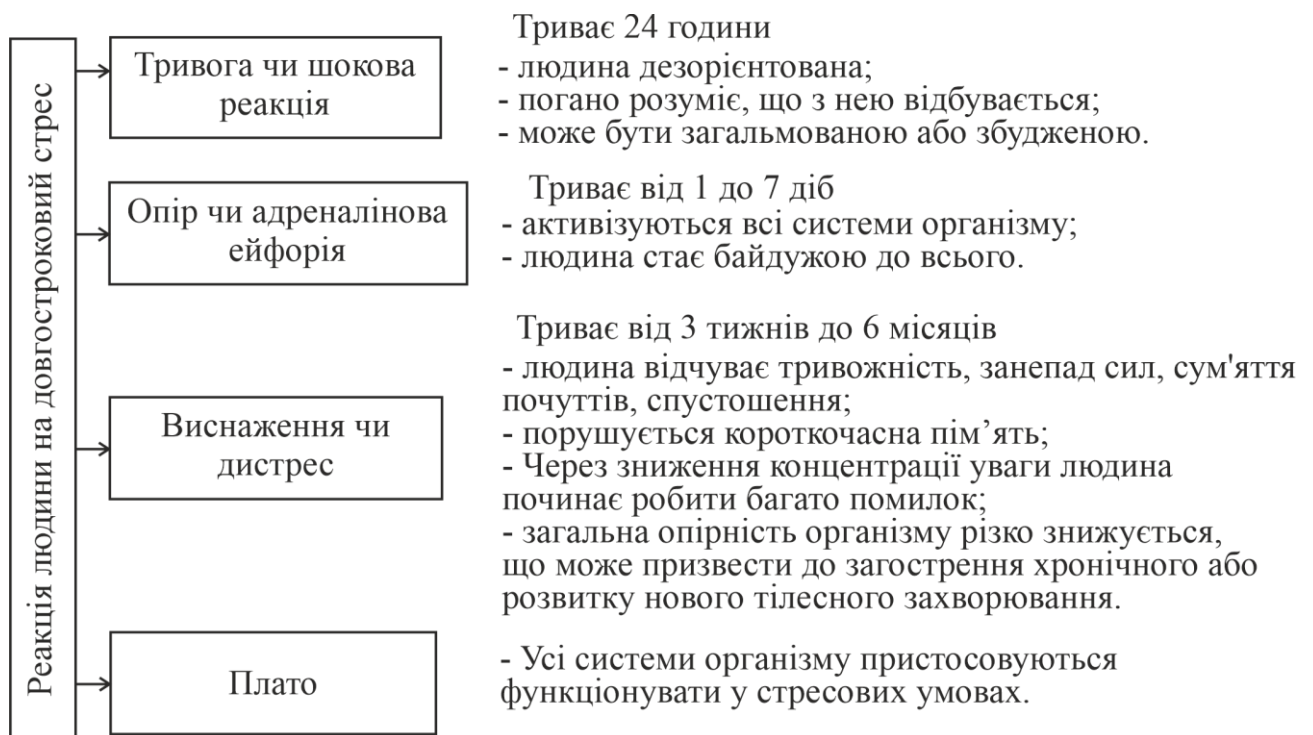 Реакція людини на довгостроковий стрес
Тривога чи шокова
реакція
Триває 24 години
- людина дезорієнтована;
- погано розуміє, що з нею відбувається;
- може бути загальмованою або збудженою.
Опір чи адреналінова
ейфорія
Триває від 1 до 7 діб
- активізуються всі системи організму;
- людина стає байдужою до всього.
Виснаження чи
дистрес
Триває від 3 тижнів до 6 місяців
- людина відчуває тривожність, занепад сил, сум'яття
почуттів, спустошення;
- порушується короткочасна пім’ять;
- Через зниження концентрації уваги людина
починає робити багато помилок;
- загальна опірність організму різко знижується,
що може призвести до загострення хронічного або
розвитку нового тілесного захворювання.
Плато
- Усі системи організму пристосовуються
функціонувати у стресових умовах.